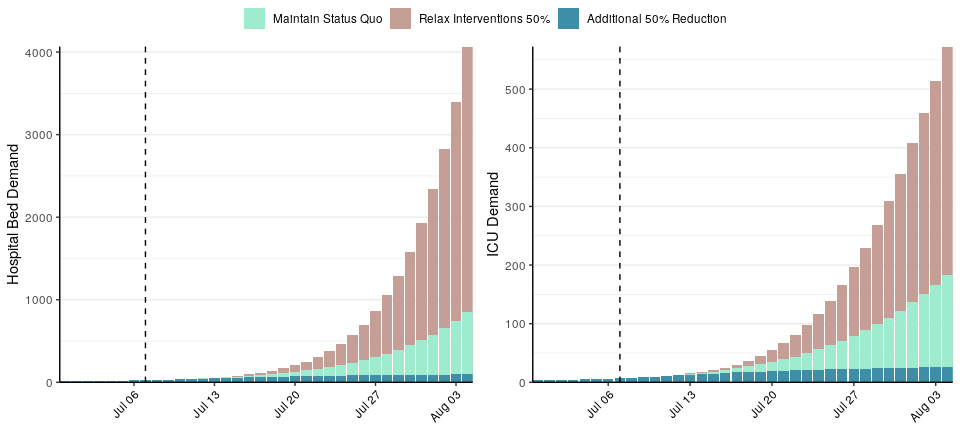 Maintain Status Quo Relax Interventions 50% Additional 50% Reduction
Hospital Bed Demand
4000
3000
2000
1000
0
Jul 06 Jul 13 Jul 20 Jul 27 Aug 03
ICU Demand
500
400
300
200
100
0
Jul 06 Jul 13 Jul 20 Jul 27 Aug 03